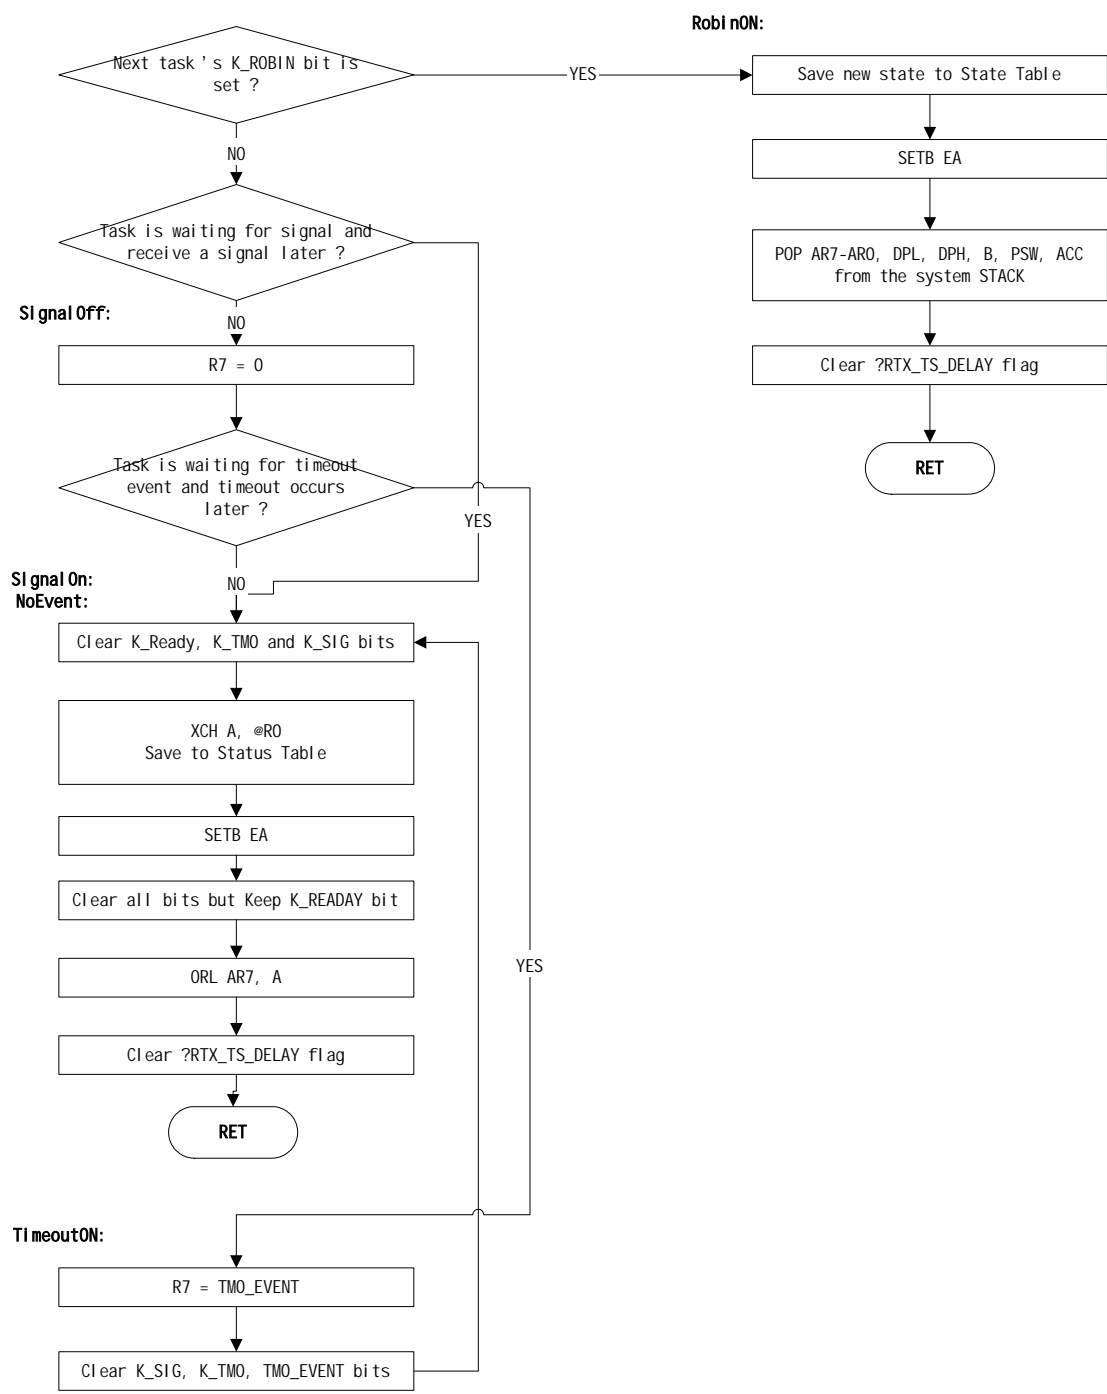 RobinON:
Next task's K_ROBIN bit is
set ?
YES
Save new state to State Table
NO
SETB EA
Task is waiting for signal and
receive a signal later ?
POP AR7-AR0, DPL, DPH, B, PSW, ACC
from the system STACK
SignalOff:
NO
R7 = 0
Clear ?RTX_TS_DELAY flag
RET
Task is waiting for timeout
event and timeout occurs
later ?
YES
SignalOn:
NoEvent:
NO
Clear K_Ready, K_TMO and K_SIG bits
XCH A, @R0
Save to Status Table
SETB EA
Clear all bits but Keep K_READAY bit
YES
ORL AR7, A
Clear ?RTX_TS_DELAY flag
RET
TimeoutON:
R7 = TMO_EVENT
Clear K_SIG, K_TMO, TMO_EVENT bits